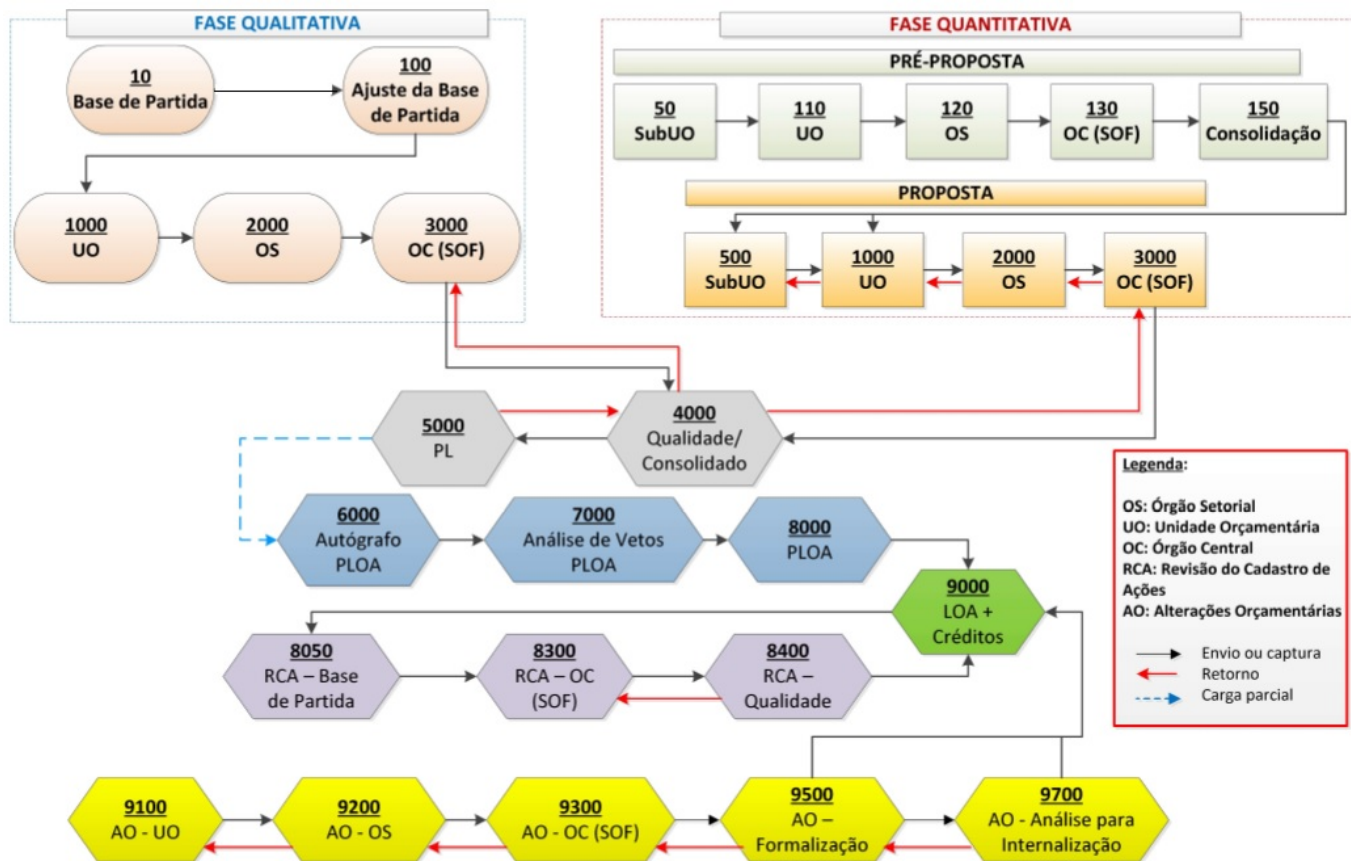 FASE QUALITATIVA
10
Base de Partida
100
Ajuste da Base
de Partida
1000
UO
2000
OS
3000
OC (SOF)
FASE QUANTITATIVA
PRÉ-PROPOSTA
50
SubUO
110
UO
120
OS
130
OC (SOF)
150
Consolidação
PROPOSTA
500
SubUO
1000
UO
2000
OS
3000
OC (SOF)
5000
PL
4000
Qualidade/
Consolidado
6000
Autógrafo
PLOA
7000
Análise de Vetos
PLOA
8000
PLOA
9000
LOA +
Créditos
8050
RCA – Base
de Partida
8300
RCA – OC
(SOF)
8400
RCA –
Qualidade
9100
AO - UO
9200
AO - OS
9300
AO - OC (SOF)
9500
AO –
Formalização
9700
AO - Análise para
Internalização
Legenda:
OS: Órgão Setorial
UO: Unidade Orçamentária
OC: Órgão Central
RCA: Revisão do Cadastro de
Ações
AO: Alterações Orçamentárias
Envio ou captura
Retorno
Carga parcial